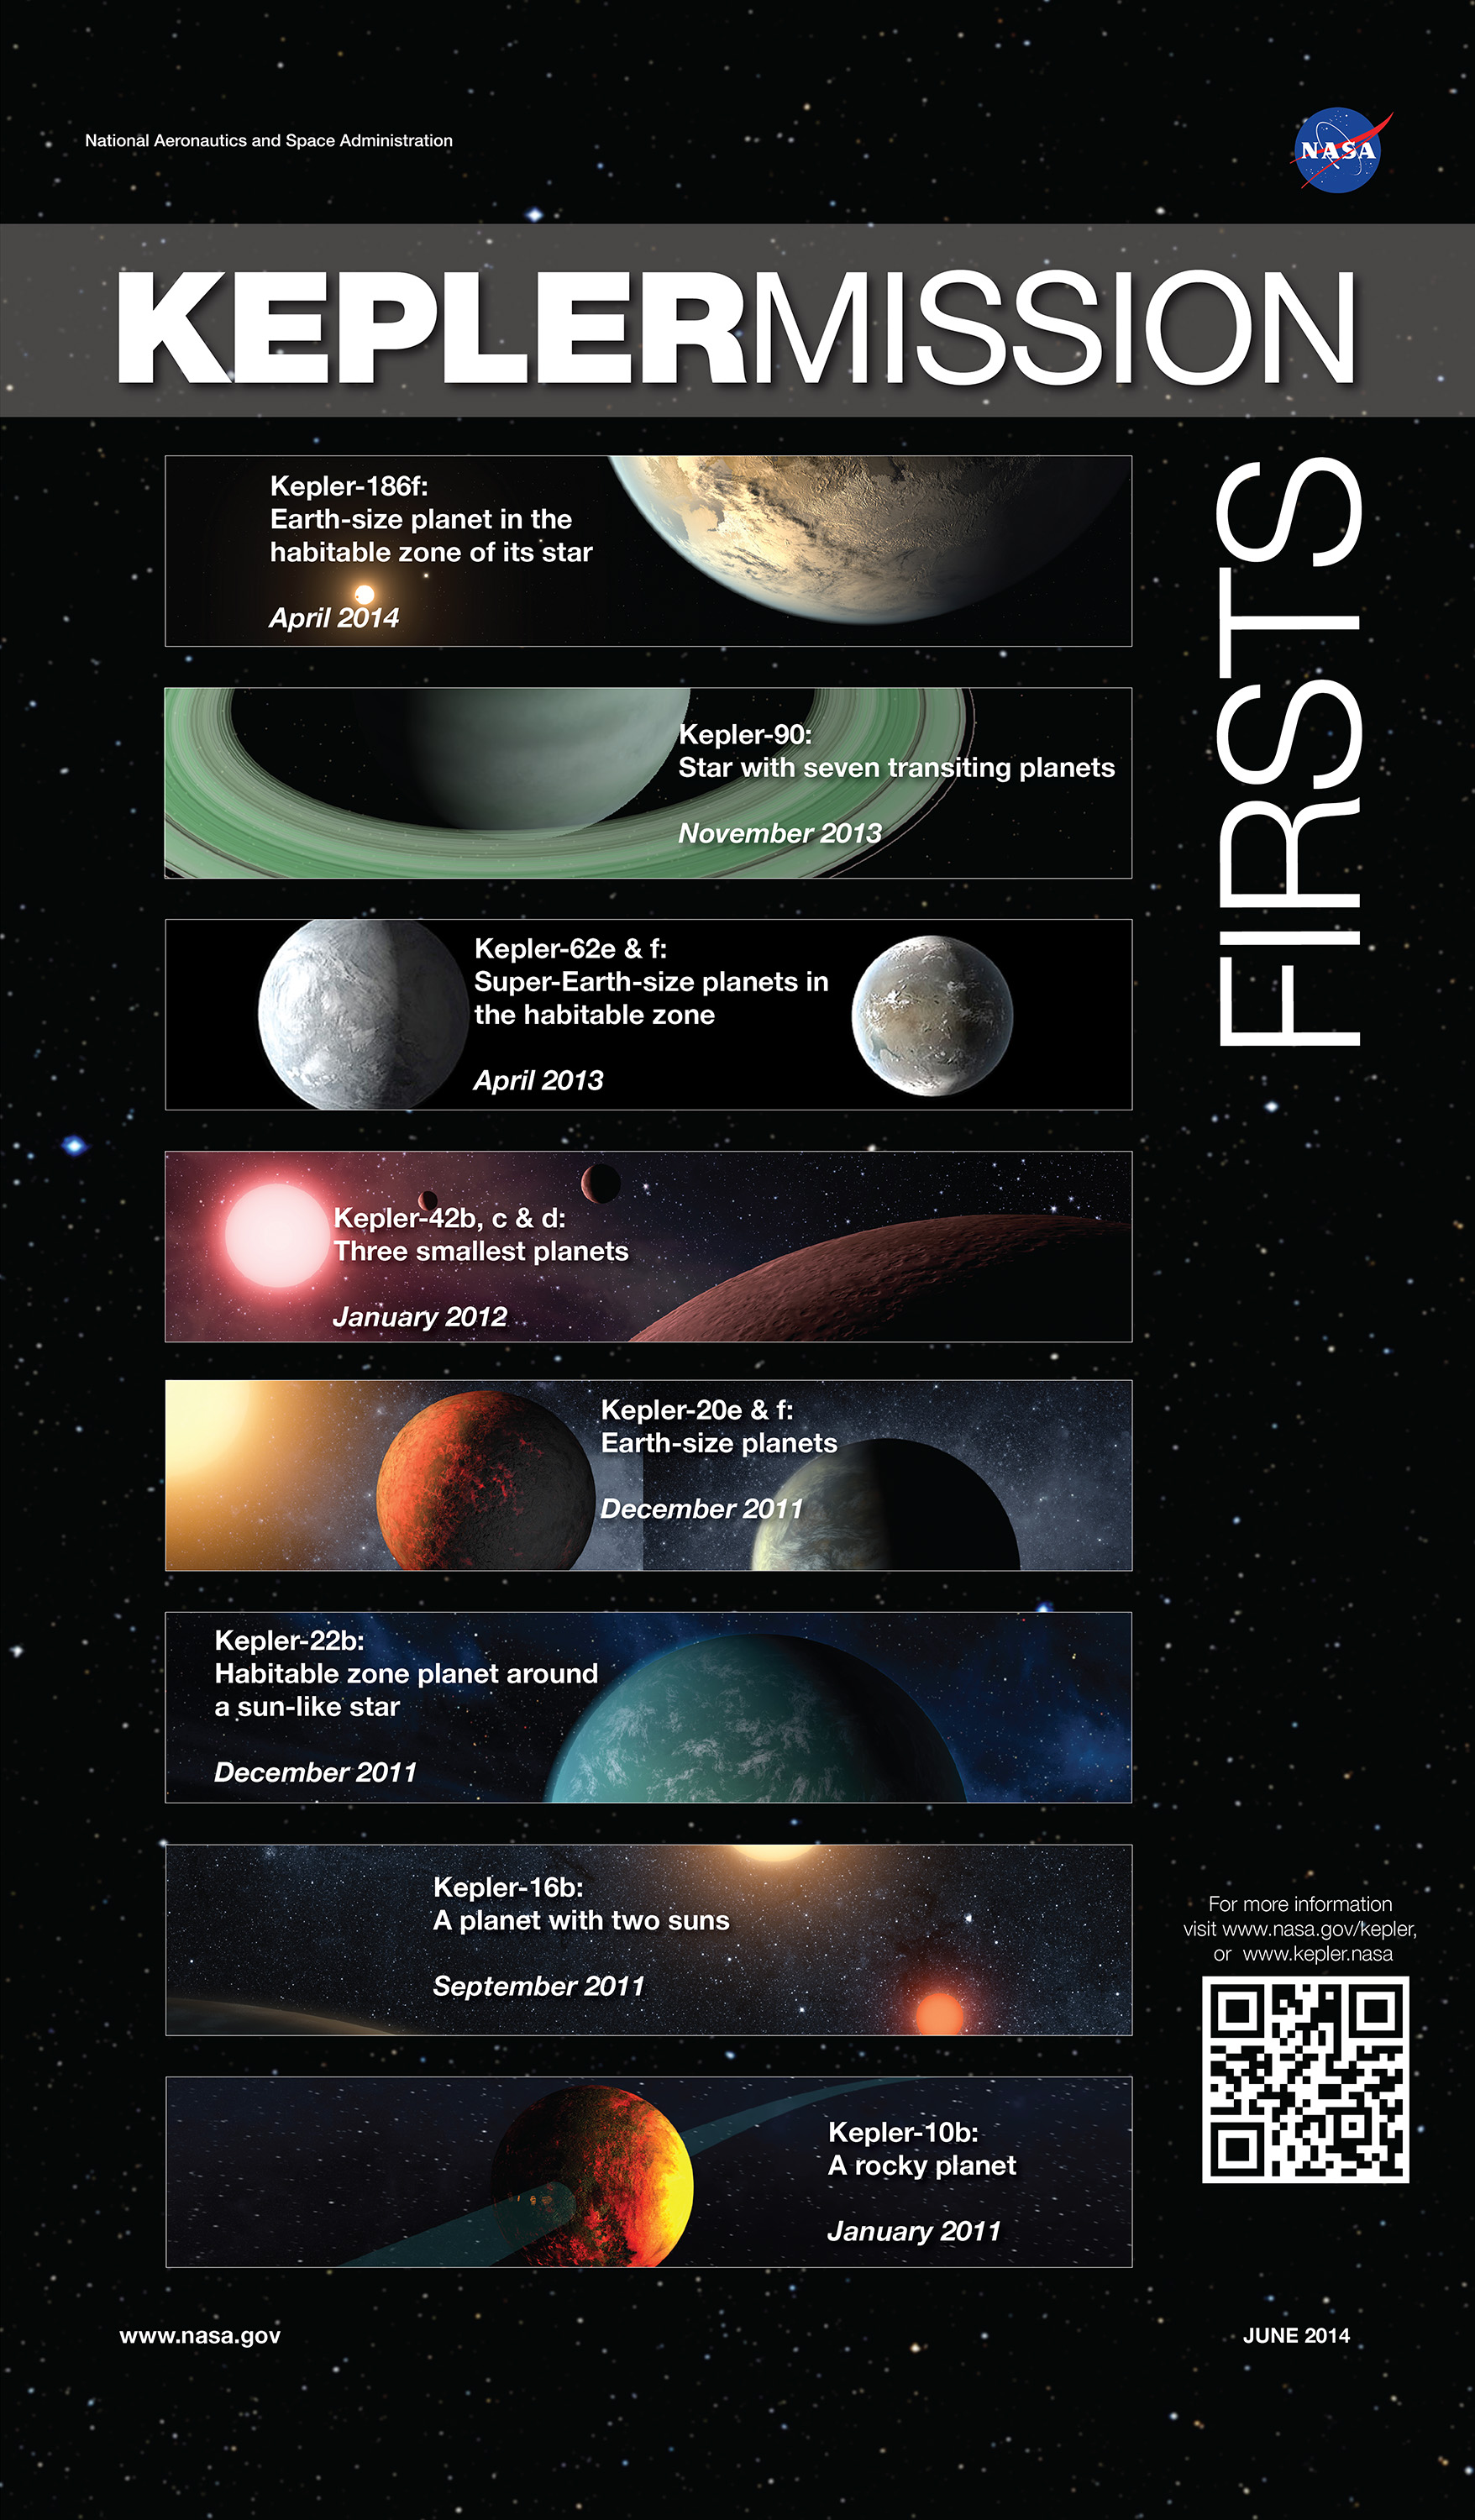 National Aeronautics and Space Administration
NASA
KEPLERMISSION
FIRSTS
Kepler-186f:
Earth-size planet in the
habitable zone of its star
April 2014
Kepler-90:
Star with seven transiting planets
November 2013
Kepler-62e & f:
Super-Earth-size planets in
the habitable zone
April 2013
Kepler-42b, c & d:
Three smallest planets
January 2012
Kepler-20e & f:
Earth-size planets
December 2011
Kepler-22b:
Habitable zone planet around
a sun-like star
December 2011
Kepler-16b:
A planet with two suns
September 2011
Kepler-10b:
A rocky planet
January 2011
For more information
visit www.nasa.gov/kepler,
or www.kepler.nasa
www.nasa.gov
JUNE 2014